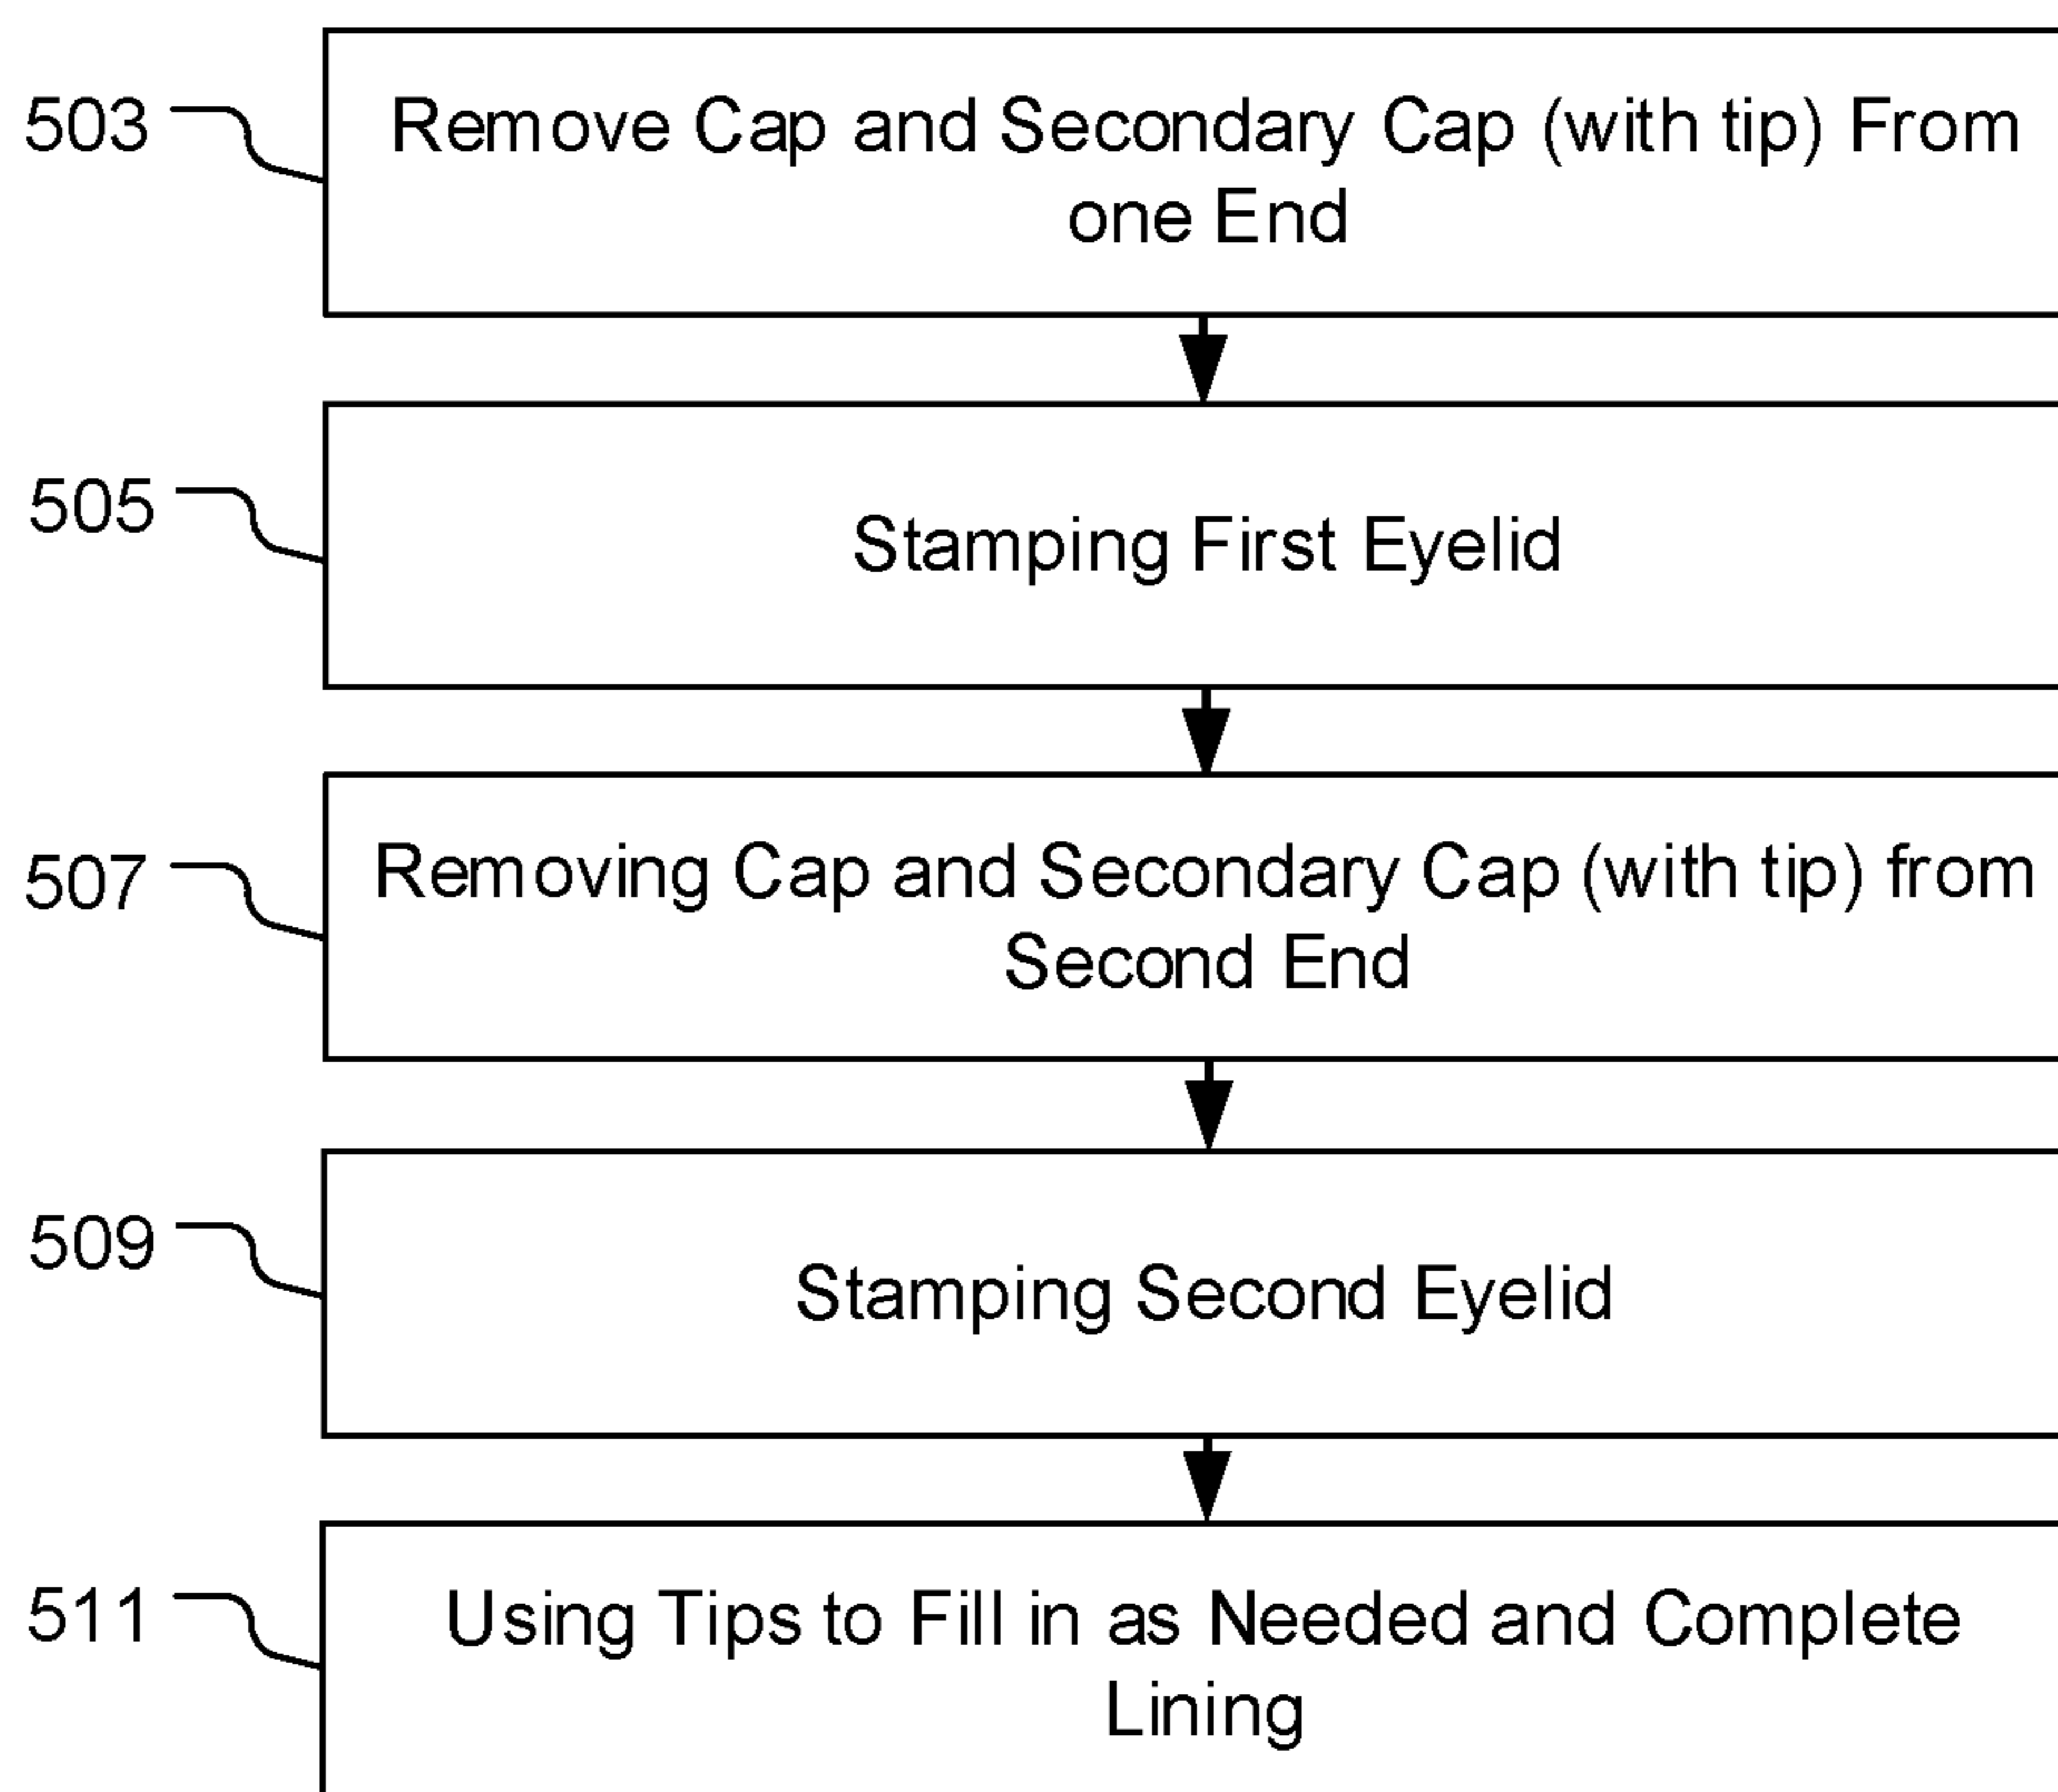 503
Remove Cap and Secondary Cap (with tip) From
one End
505
Stamping First Eyelid
507
Removing Cap and Secondary Cap (with tip) from
Second End
509
Stamping Second Eyelid
511
Using Tips to Fill in as Needed and Complete
Lining